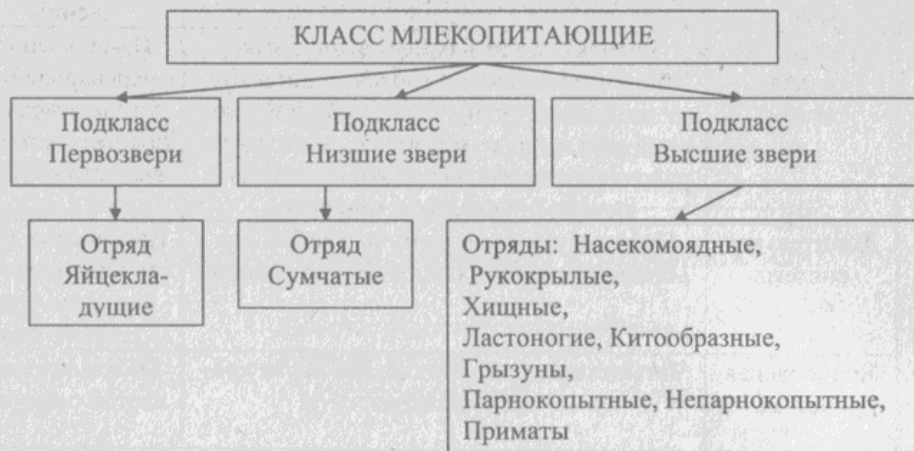 КЛАСС МЛЕКОПИТАЮЩИЕ
Подкласс
Первозвери
Подкласс
Низшие звери
Подкласс
Высшие звери
Отряд
Яйцекла-
дущие
Отряд
Сумчатые
Отряды: Насекомоядные,
Рукокрылые,
Хищные,
Ластоногие, Китообразные,
Грызуны,
Парнокопытные, Непарнокопытные,
Приматы